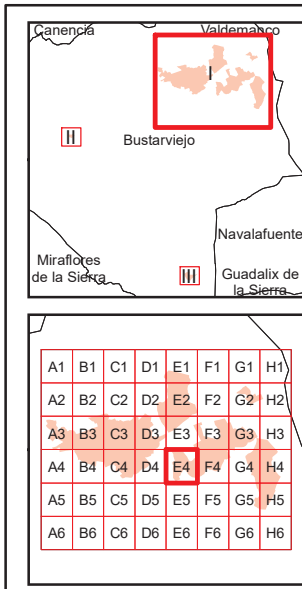 Canencia Valdemanco
I
II Bustarviejo
Navalafuente
Miraflores
de la Sierra
III
Guadalix de
la Sierra
A1 B1 C1 D1 E1 F1 G1 H1
A2 B2 C2 D2 E2 F2 G2 H2
A3 B3 C3 D3 E3 F3 G3 H3
A4 B4 C4 D4 E4 F4 G4 H4
A5 B5 C5 D5 E5 F5 G5 H5
A6 B6 C6 D6 E6 F6 G6 H6